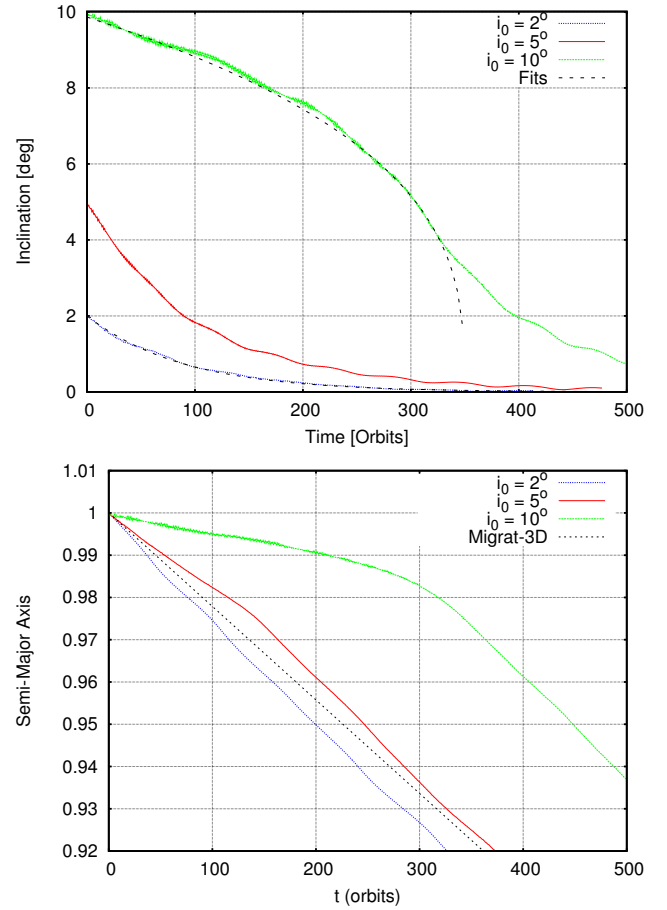 i₀ = 2°
i₀ = 5°
i₀ = 10°
Fits
10
8
6
4
2
0
Inclination [deg]
0 100 200 300 400 500
Time [Orbits]
i₀ = 2°
i₀ = 5°
i₀ = 10°
Migrat-3D
1.01
1
0.99
0.98
0.97
0.96
0.95
0.94
0.93
0.92
Semi-Major Axis
0 100 200 300 400 500
t (orbits)